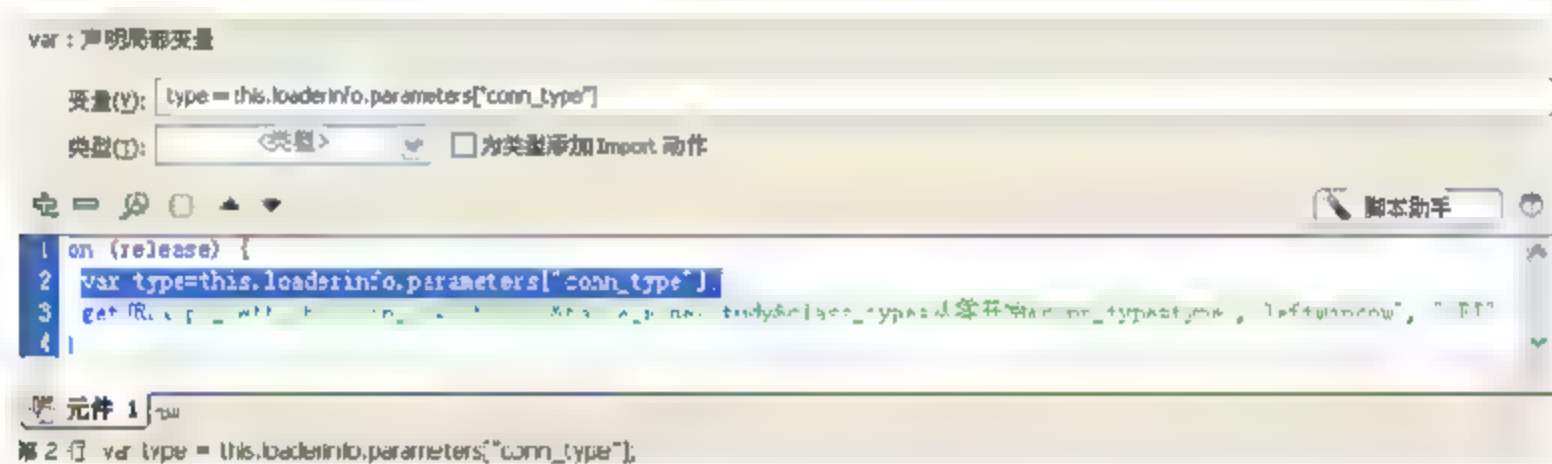 var : 声明局部变量
变量(V): type = this.loaderinfo.parameters["conn_type"]
类型(T): <类型> 为类型添加 Import 动作
脚本助手
1 on (release) {
2 var type=this.loaderinfo.parameters["conn_type"];
3
4 }
元件 1
第 2 行 var type = this.loaderinfo.parameters["conn_type"];